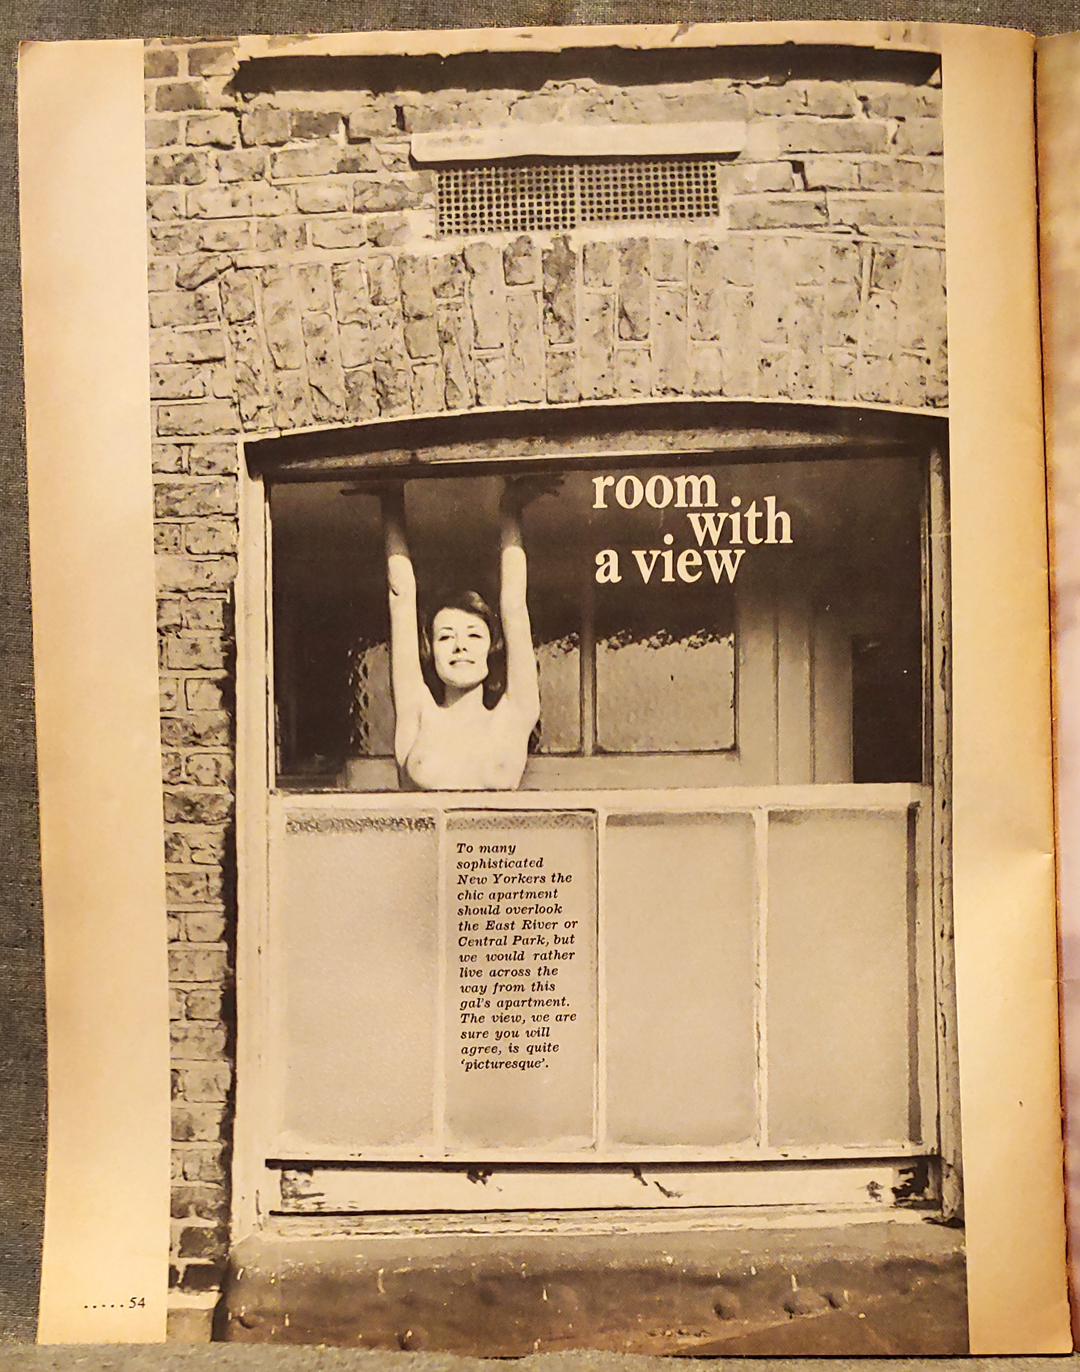 room
with
a view
To many
sophisticated
New Yorkers the
chic apartment
should overlook
the East River or
Central Park, but
we would rather
live across the
way from this
gal's apartment.
The view, we are
sure you will
agree, is quite
'picturesque'.
.....54